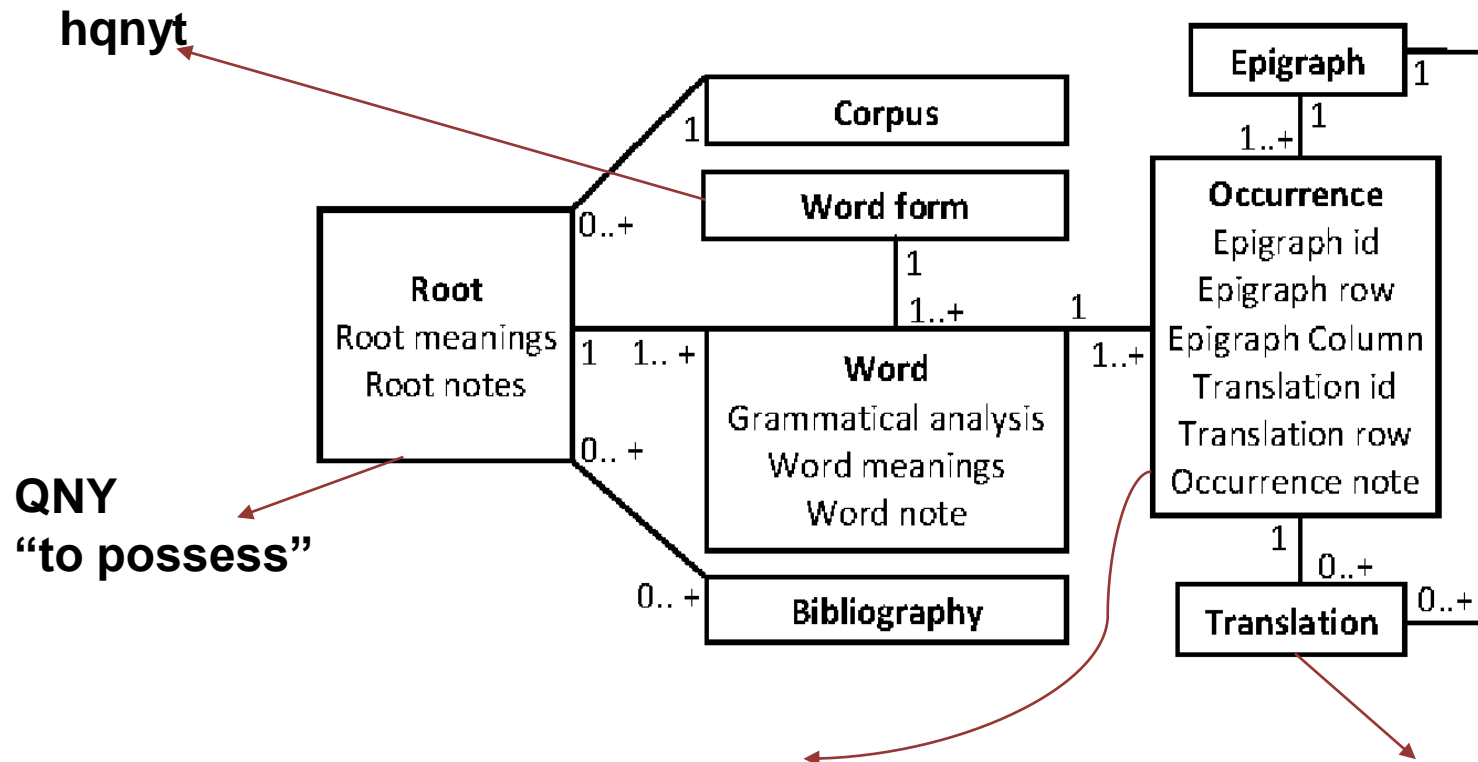 hqnyt
Corpus
1
0..+
Word form
1
1..+
Root
Root meanings
Root notes
1
1.. +
0.. +
0.. +
Word
Grammatical analysis
Word meanings
Word note
1
1..+
Bibliography
Epigraph
1
1
1..+
Occurrence
Epigraph id
Epigraph row
Epigraph Column
Translation id
Translation row
Occurrence note
1
0..+
Translation
0..+
QNY
“to possess”